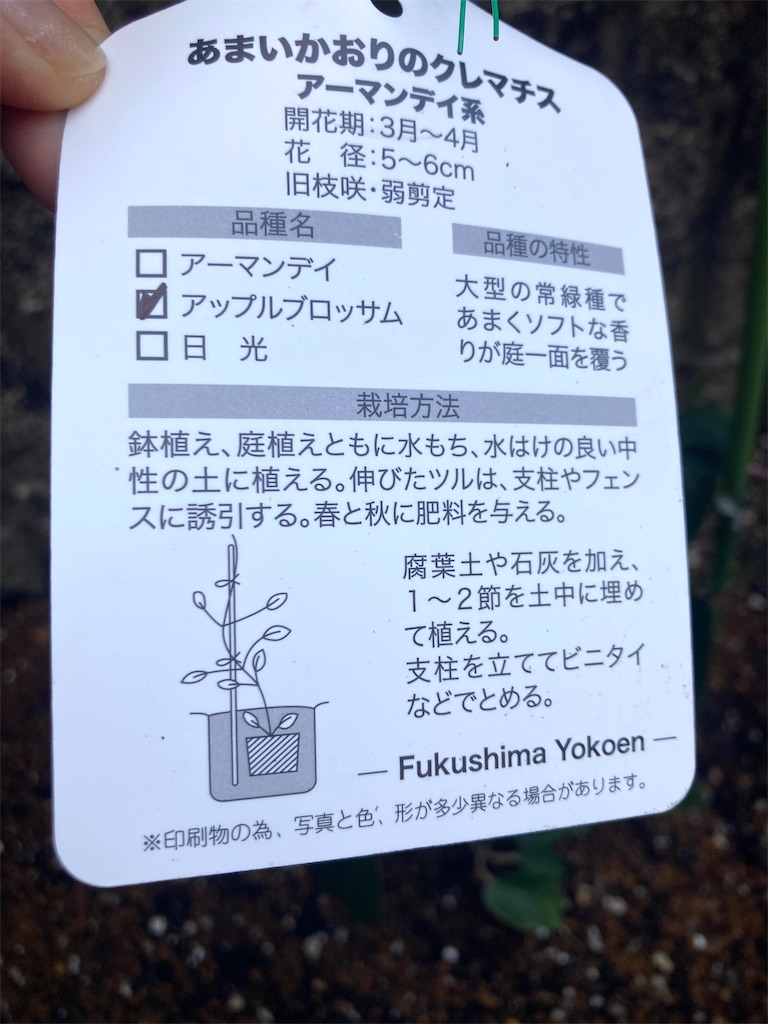 あまいかおりのクレマチス
アーマンデイ系
開花期:3月〜4月
花　径:5〜6cm
旧枝咲・弱剪定
品種名
□ アーマンデイ
☑ アップルブロッサム
□ 日　光
品種の特性
大型の常緑種で
あまくソフトな香
りが庭一面を覆う
栽培方法
鉢植え、庭植えともに水もち、水はけの良い中
性の土に植える。伸びたツルは、支柱やフェン
スに誘引する。春と秋に肥料を与える。
腐葉土や石灰を加え、
1〜2節を土中に埋め
て植える。
支柱を立ててビニタイ
などでとめる。
— Fukushima Yokoen —
※印刷物の為、写真と色、形が多少異なる場合があります。